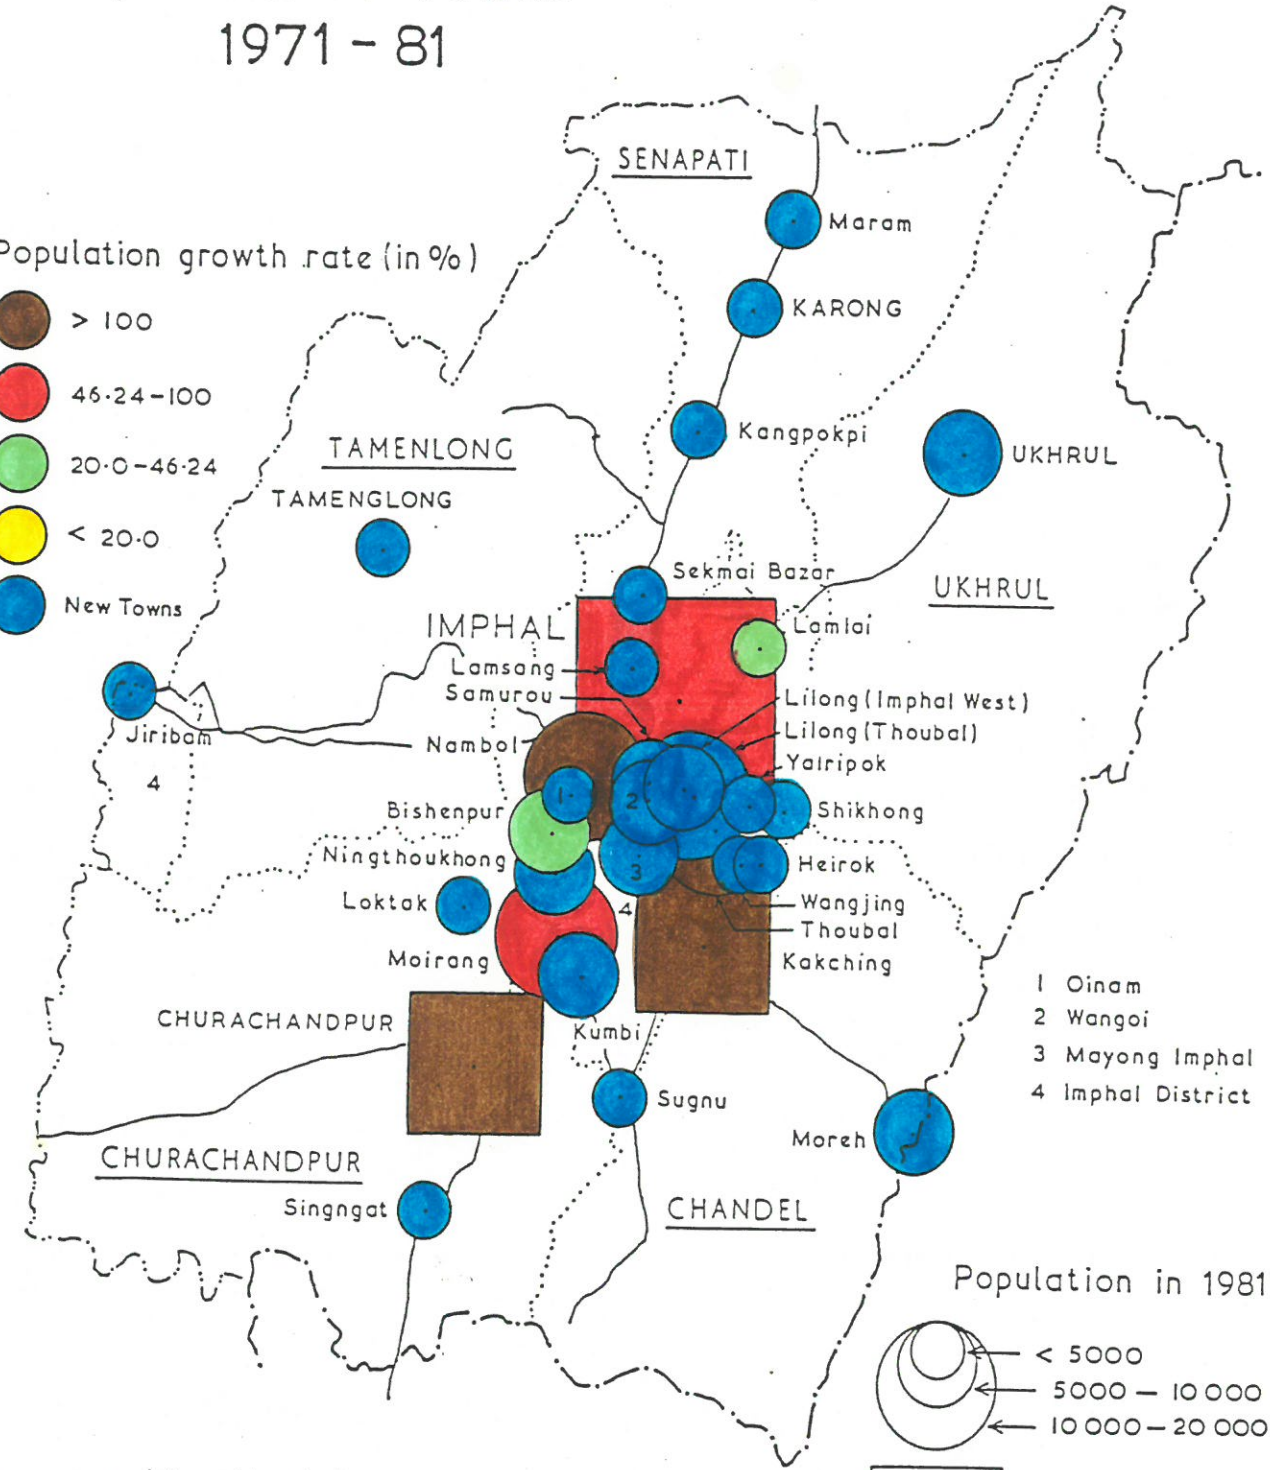 1971 - 81
SENAPATI
Maram
Population growth rate (in %)
> 100
KARONG
46·24-100
Kangpokpi
TAMENLONG
UKHRUL
20·0-46·24
TAMENGLONG
< 20·0
Sekmai Bazar
UKHRUL
New Towns
IMPHAL
Lamlai
Lamsang
Samurou
Lilong (Imphal West)
Lilong (Thoubal)
Jiribam
Nambol
Yairipok
4
1
2
Bishenpur
Shikhong
Ningthoukhong
3
Heirok
Loktak
4
Wangjing
Thoubal
Moirang
Kakching
1 Oinam
CHURACHANDPUR
2 Wangoi
Kumbi
3 Mayong Imphal
4 Imphal District
Sugnu
Moreh
CHURACHANDPUR
Singngat
CHANDEL
Population in 1981
< 5000
5000 - 10 000
10 000 - 20 000